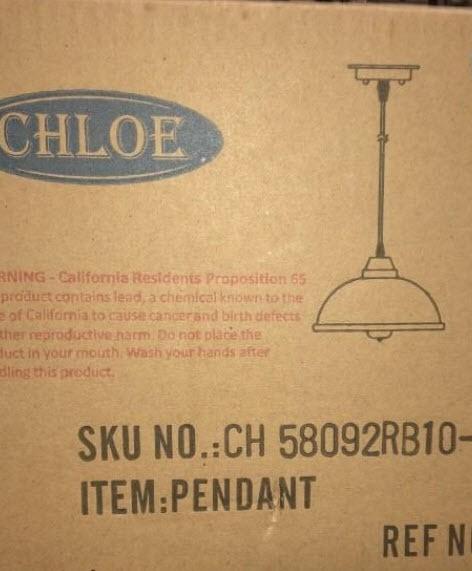 CHLOE
RNING - California Residents Proposition 65
product contains lead, a chemical known to the
e of California to cause cancer and birth defects
ther reproductive harm. Do not place the
duct in your mouth. Wash your hands after
dling this product.
SKU NO.:CH 58092RB10-
ITEM:PENDANT
REF N